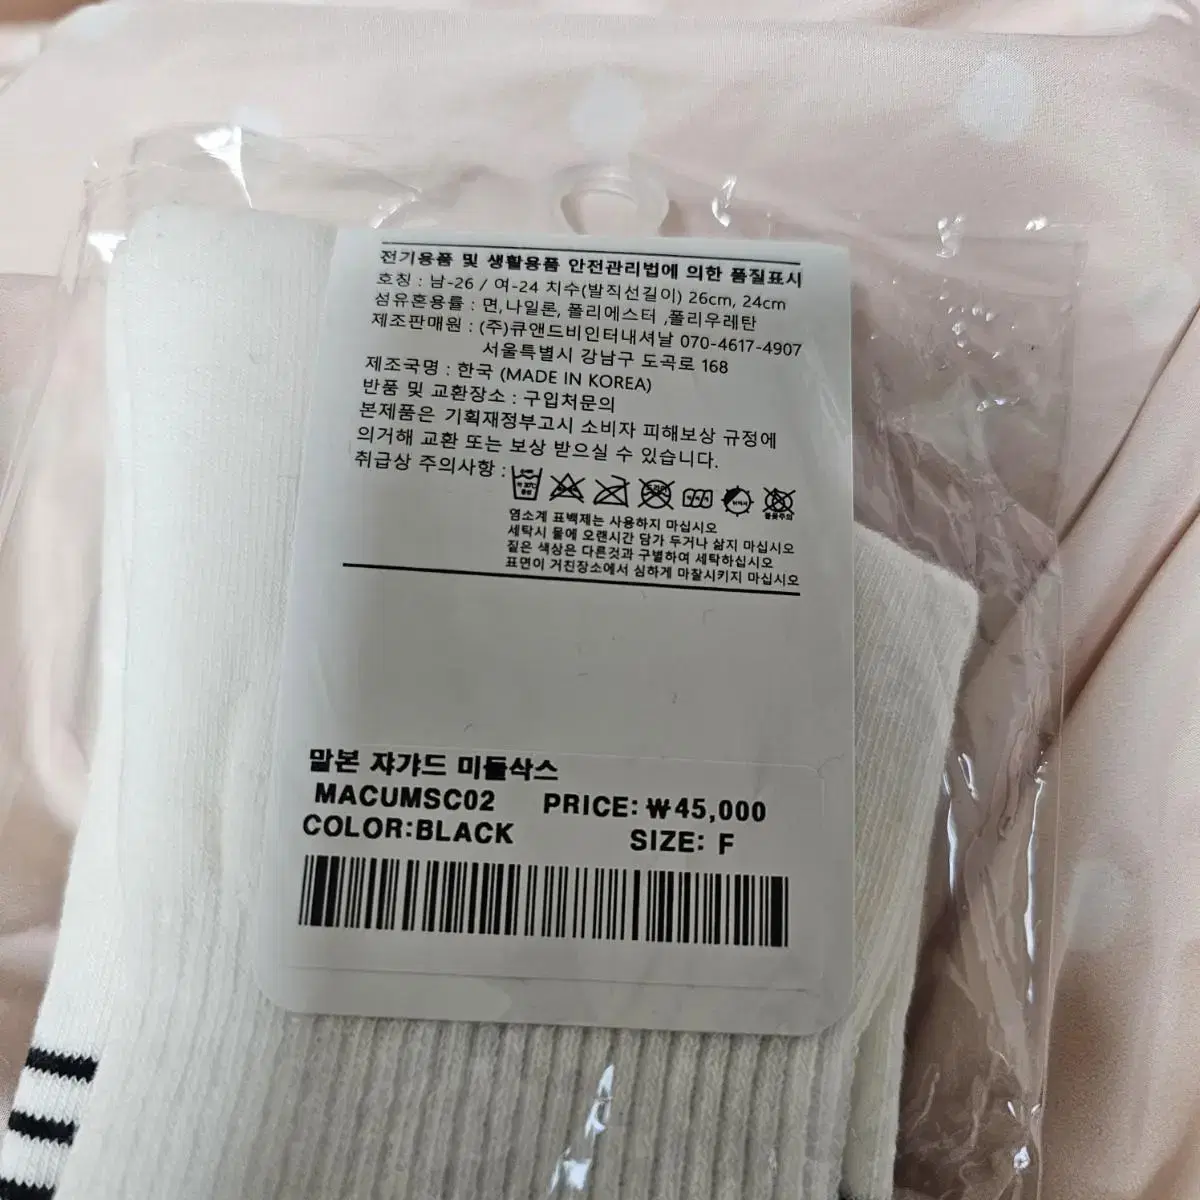 전기용품 및 생활용품 안전관리법에 의한 품질표시
호칭 : 남-26 / 여-24 치수(발직선길이) 26cm, 24cm
섬유혼용률 : 면,나일론, 폴리에스터 ,폴리우레탄
제조판매원 : (주)큐앤드비인터내셔날 070-4617-4907
서울특별시 강남구 도곡로 168
제조국명 : 한국 (MADE IN KOREA)
반품 및 교환장소 : 구입처문의
본제품은 기획재정부고시 소비자 피해보상 규정에
의거해 교환 또는 보상 받으실 수 있습니다.
취급상 주의사항 :
염소계 표백제는 사용하지 마십시오
세탁시 물에 오랜시간 담가 두거나 삶지 마십시오
짙은 색상은 다른것과 구별하여 세탁하십시오
표면이 거친장소에서 심하게 마찰시키지 마십시오
말본 쟈갸드 미들삭스
MACUMSC02 PRICE: ₩45,000
COLOR:BLACK SIZE: F